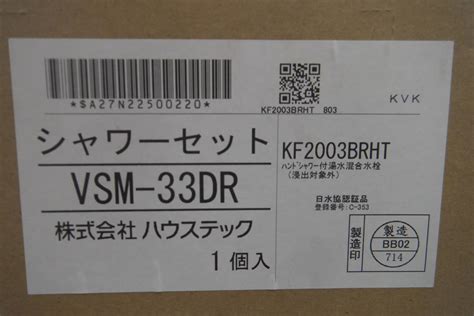 *$A27N22500220*
KF2003BRHT 803
KVK
シャワーセット
VSM-33DR
株式会社 ハウステック
1個入
KF2003BRHT
ハンドシャワー付湯水混合水栓
(浸出対象外)
日水協認証品
登録番号:C-353
製造印
製造
BB02
714